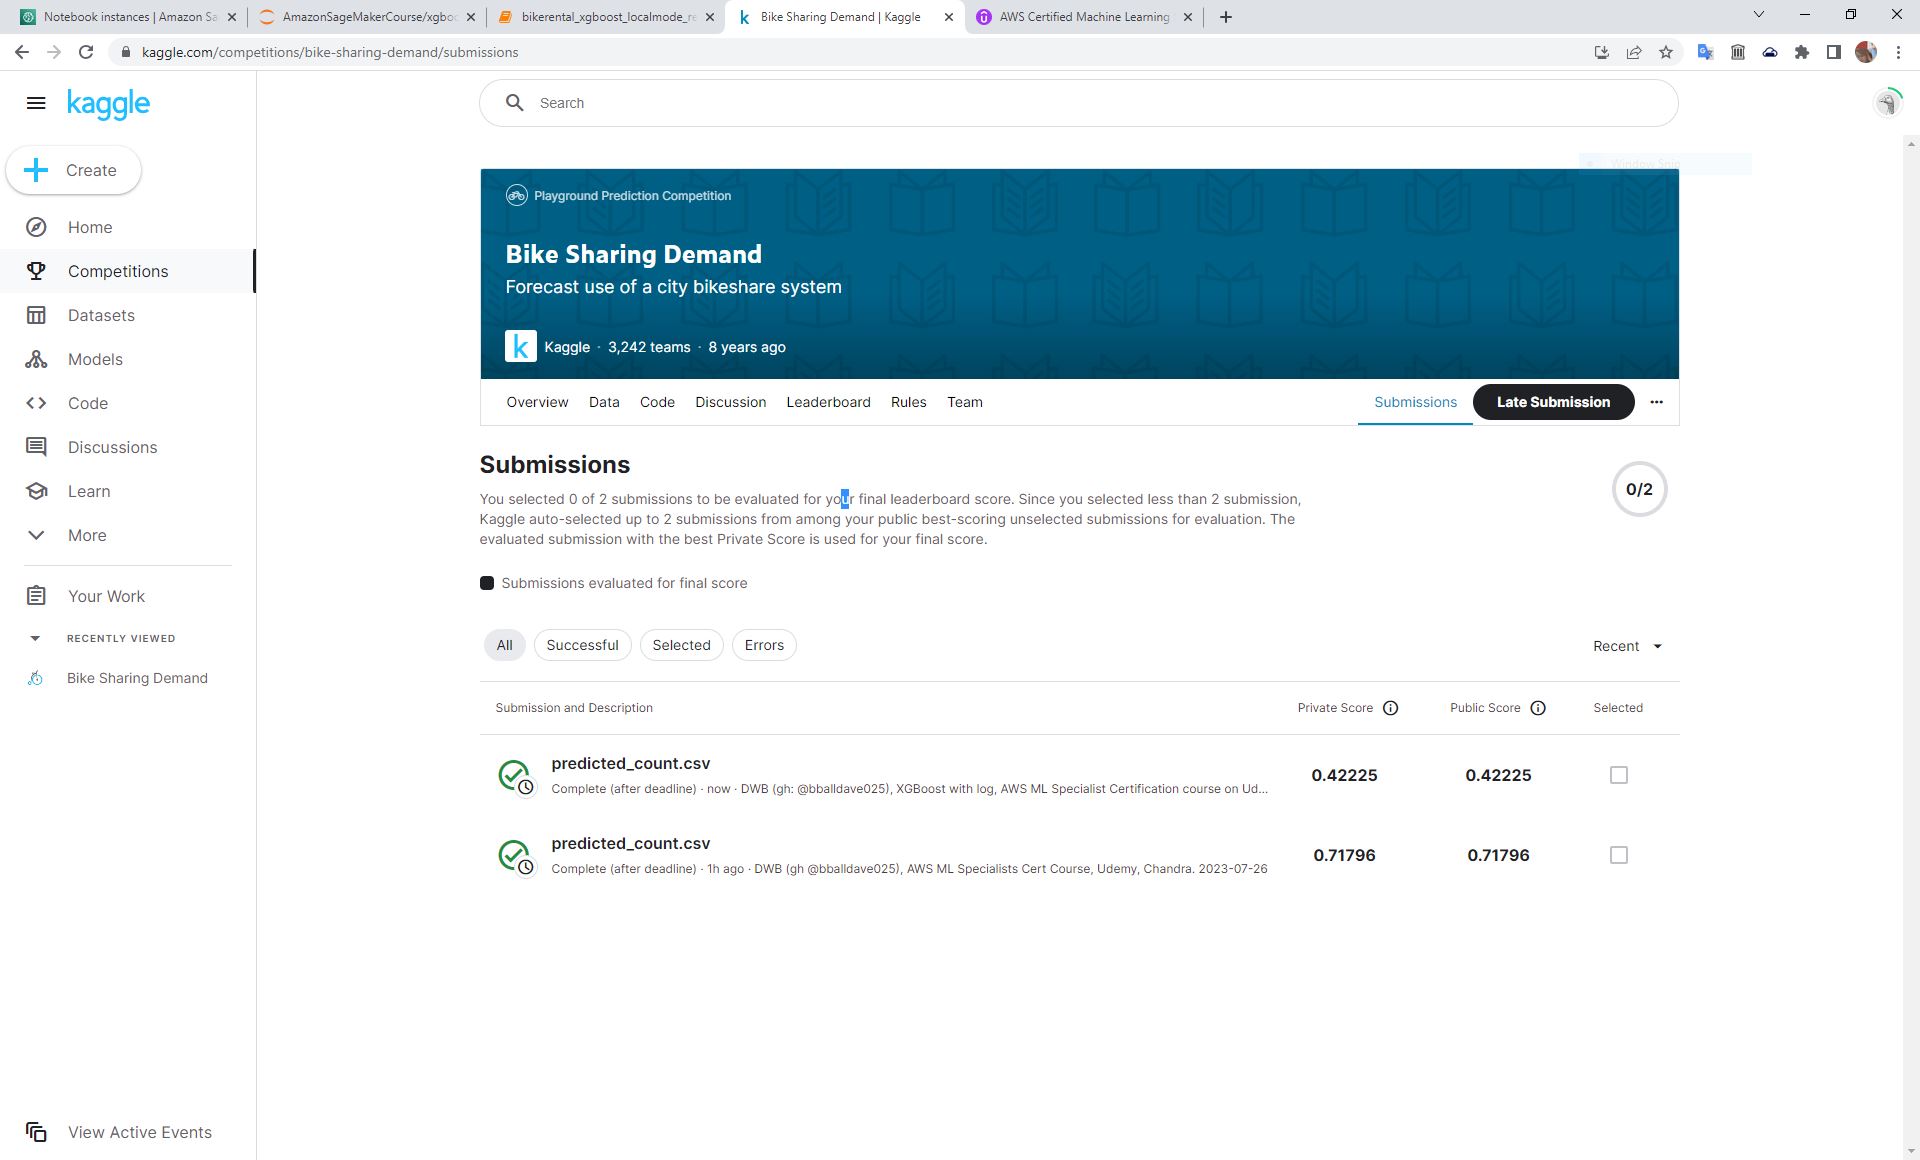 Notebook instances | Amazon Sa
AmazonSageMakerCourse/xgboo
bikerental_xgboost_localmode_re
Bike Sharing Demand | Kaggle
AWS Certified Machine Learning
kaggle.com/competitions/bike-sharing-demand/submissions
kaggle
Search
Create
Window Snip
Home
Competitions
Datasets
Models
Code
Discussions
Learn
More
Your Work
RECENTLY VIEWED
Bike Sharing Demand
View Active Events
Playground Prediction Competition
Bike Sharing Demand
Forecast use of a city bikeshare system
k Kaggle · 3,242 teams · 8 years ago
Overview Data Code Discussion Leaderboard Rules Team Submissions Late Submission
Submissions
You selected 0 of 2 submissions to be evaluated for your final leaderboard score. Since you selected less than 2 submission,
Kaggle auto-selected up to 2 submissions from among your public best-scoring unselected submissions for evaluation. The
evaluated submission with the best Private Score is used for your final score.
0/2
Submissions evaluated for final score
All Successful Selected Errors Recent
Submission and Description Private Score Public Score Selected
predicted_count.csv 0.42225 0.42225
Complete (after deadline) · now · DWB (gh: @bballdave025), XGBoost with log, AWS ML Specialist Certification course on Ud...
predicted_count.csv 0.71796 0.71796
Complete (after deadline) · 1h ago · DWB (gh @bballdave025), AWS ML Specialists Cert Course, Udemy, Chandra. 2023-07-26